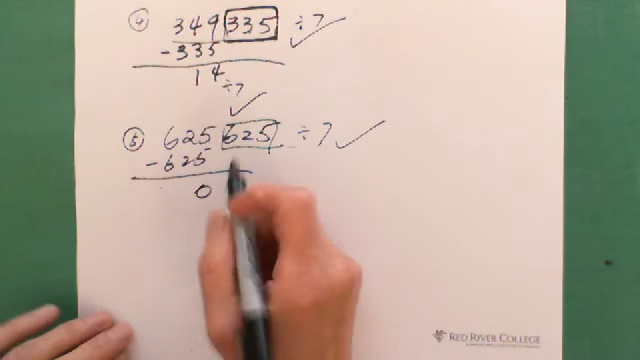 ④ 349 335 ÷7 ✓
-335
14
÷7
✓
⑤ 625 625 ÷7 ✓
-625
0
RED RIVER COLLEGE